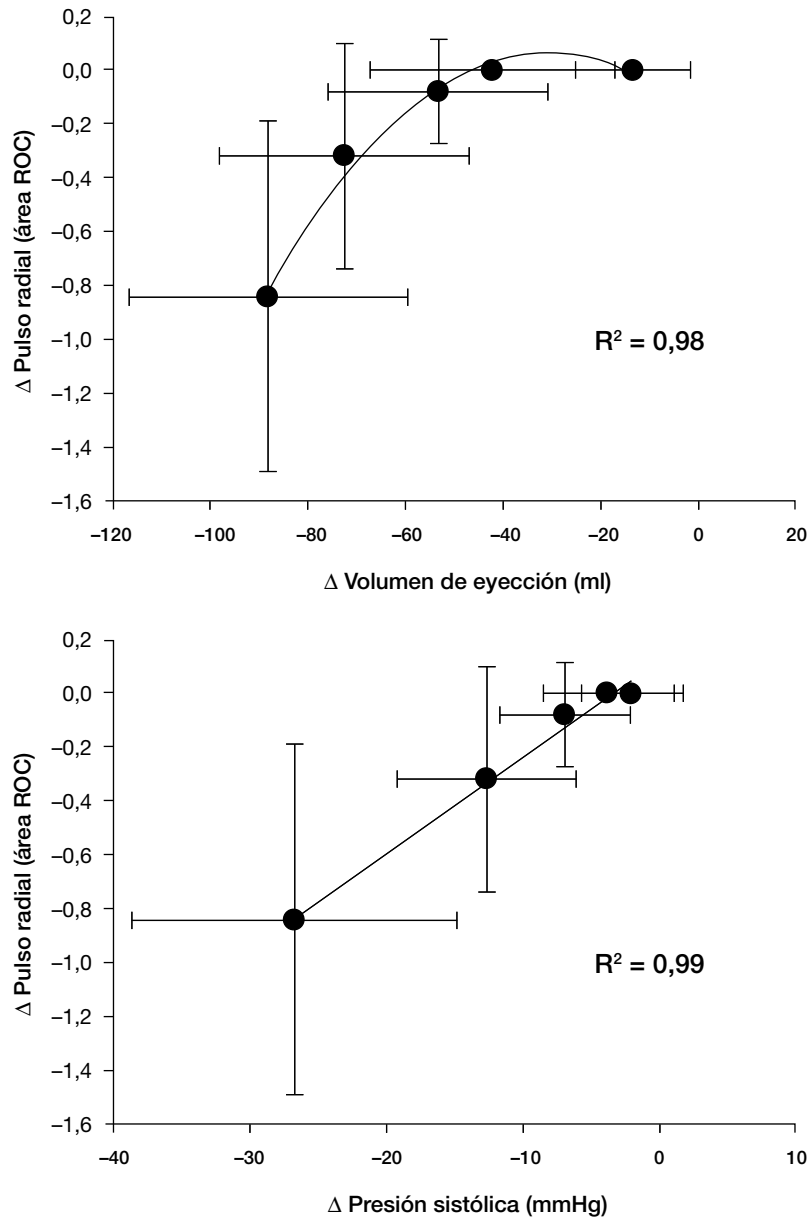 0,2
0,0
−0,2
−0,4
−0,6
−0,8
−1,0
−1,2
−1,4
−1,6
Δ Pulso radial (área ROC)
R² = 0,98
−120 −100 −80 −60 −40 −20 0 20
Δ Volumen de eyección (ml)
0,2
0,0
−0,2
−0,4
−0,6
−0,8
−1,0
−1,2
−1,4
−1,6
Δ Pulso radial (área ROC)
R² = 0,99
−40 −30 −20 −10 0 10
Δ Presión sistólica (mmHg)